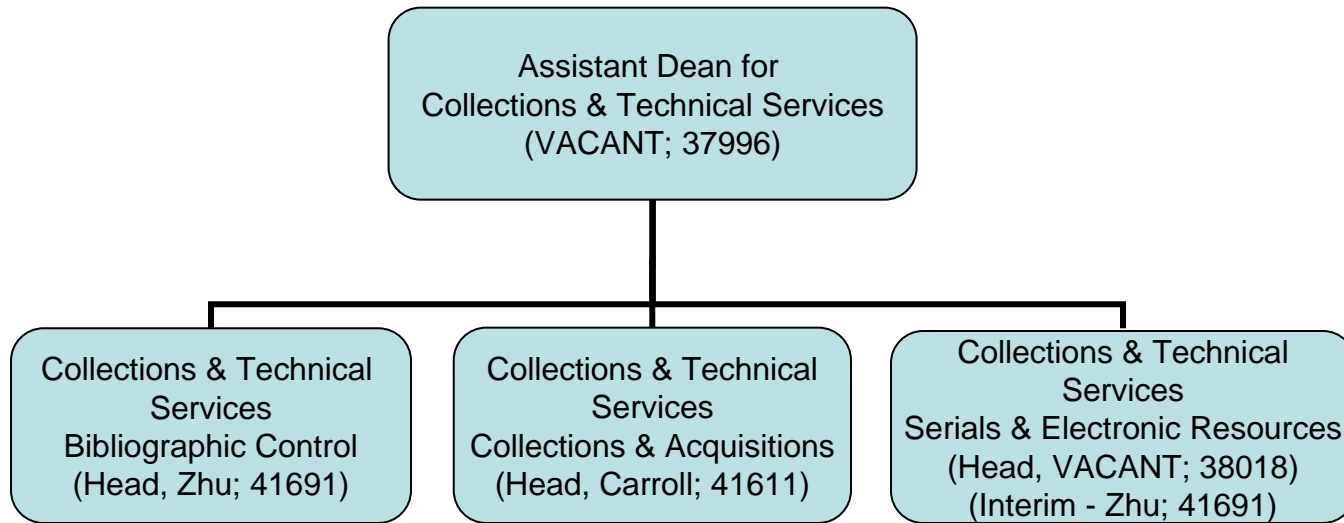 Assistant Dean for
Collections & Technical Services
(VACANT; 37996)
Collections & Technical
Services
Bibliographic Control
(Head, Zhu; 41691)
Collections & Technical
Services
Collections & Acquisitions
(Head, Carroll; 41611)
Collections & Technical
Services
Serials & Electronic Resources
(Head, VACANT; 38018)
(Interim - Zhu; 41691)